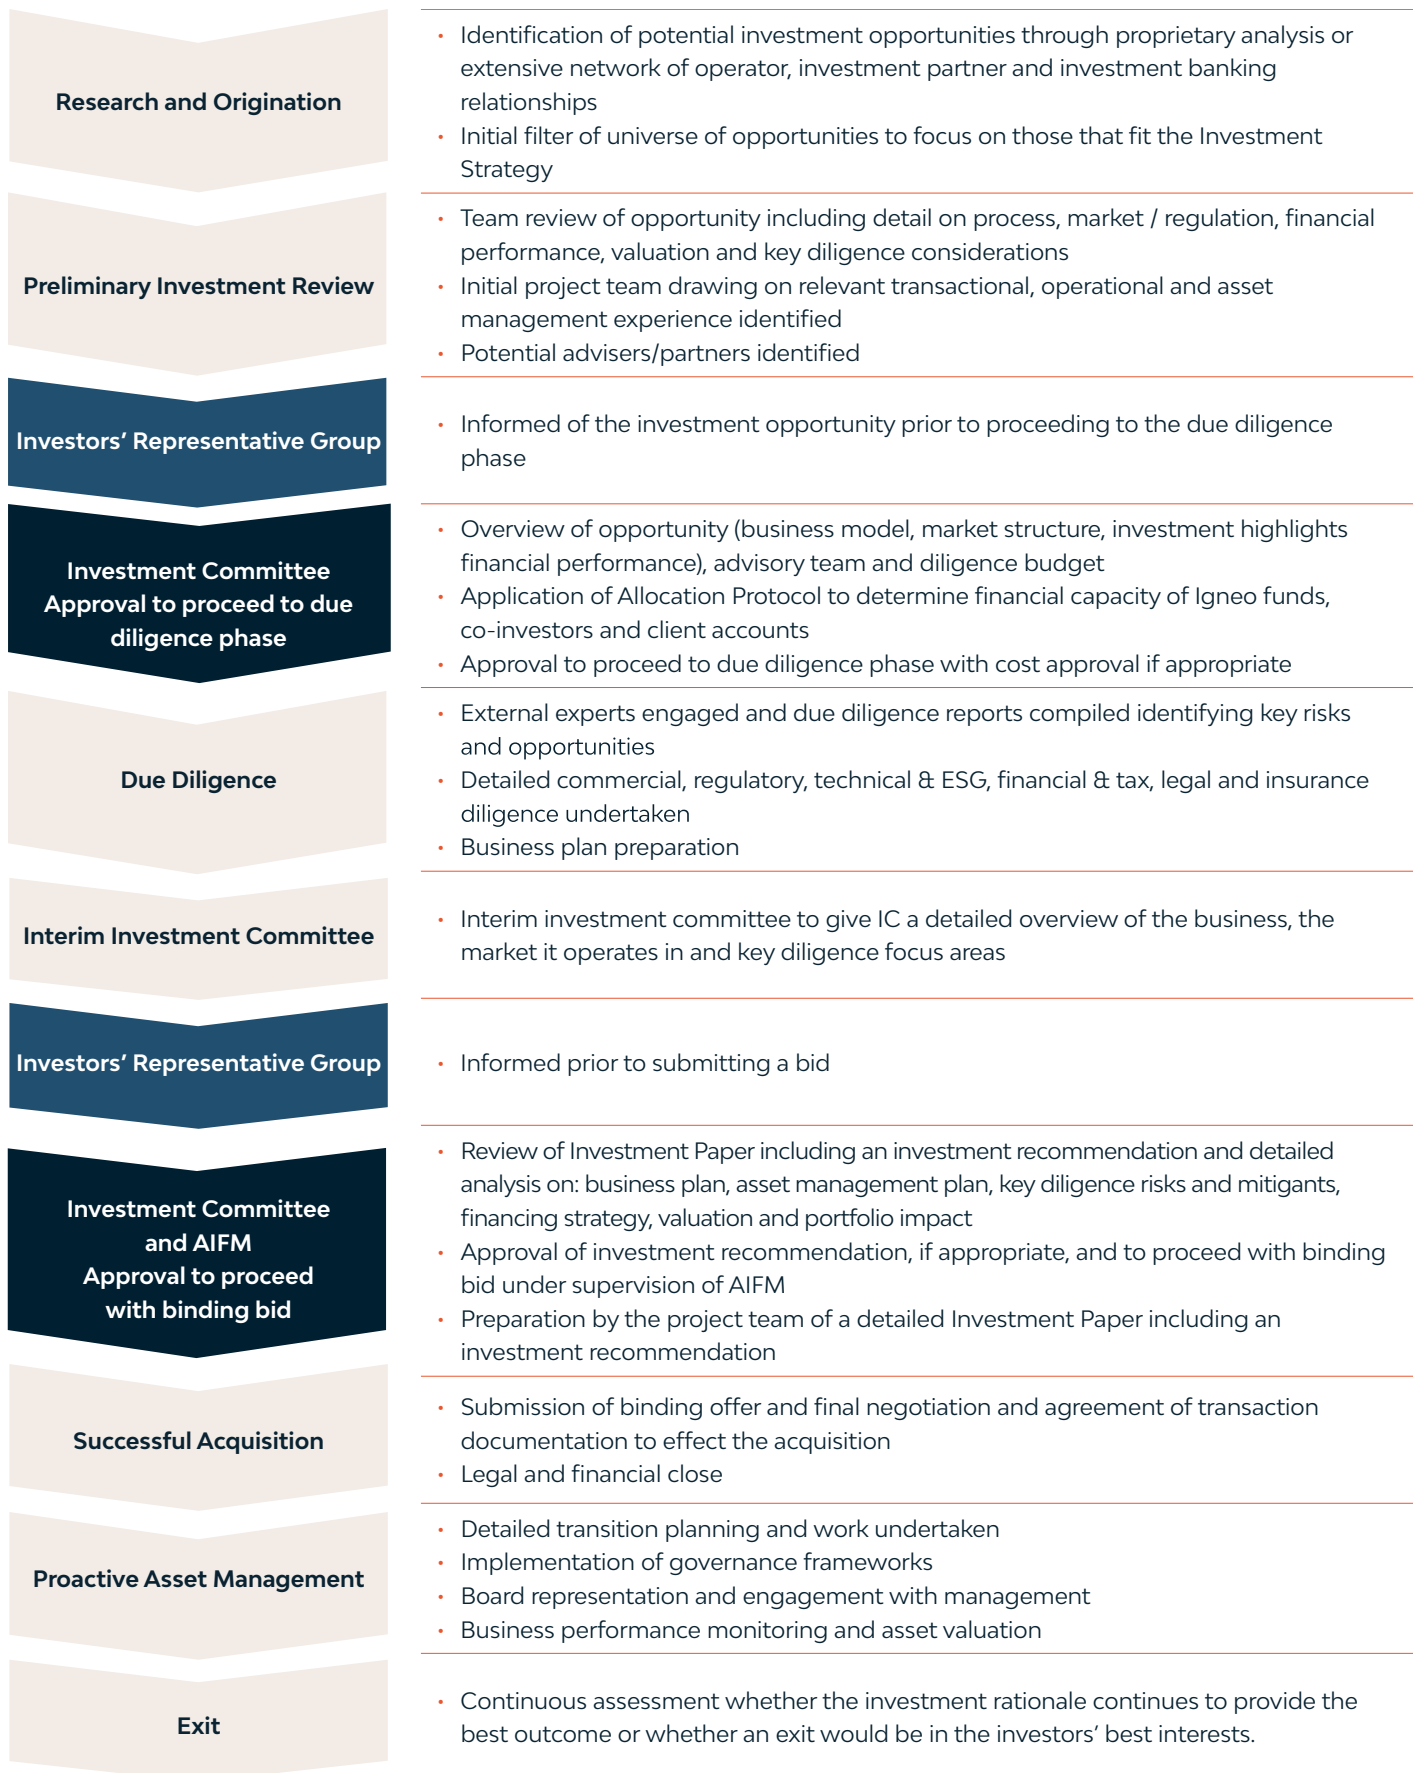 Research and Origination
• Identification of potential investment opportunities through proprietary analysis or
extensive network of operator, investment partner and investment banking
relationships
• Initial filter of universe of opportunities to focus on those that fit the Investment
Strategy
Preliminary Investment Review
• Team review of opportunity including detail on process, market / regulation, financial
performance, valuation and key diligence considerations
• Initial project team drawing on relevant transactional, operational and asset
management experience identified
• Potential advisers/partners identified
Investors’ Representative Group
• Informed of the investment opportunity prior to proceeding to the due diligence
phase
Investment Committee
Approval to proceed to due
diligence phase
• Overview of opportunity (business model, market structure, investment highlights
financial performance), advisory team and diligence budget
• Application of Allocation Protocol to determine financial capacity of Igneo funds,
co-investors and client accounts
• Approval to proceed to due diligence phase with cost approval if appropriate
Due Diligence
• External experts engaged and due diligence reports compiled identifying key risks
and opportunities
• Detailed commercial, regulatory, technical & ESG, financial & tax, legal and insurance
diligence undertaken
• Business plan preparation
Interim Investment Committee
• Interim investment committee to give IC a detailed overview of the business, the
market it operates in and key diligence focus areas
Investors’ Representative Group
• Informed prior to submitting a bid
Investment Committee
and AIFM
Approval to proceed
with binding bid
• Review of Investment Paper including an investment recommendation and detailed
analysis on: business plan, asset management plan, key diligence risks and mitigants,
financing strategy, valuation and portfolio impact
• Approval of investment recommendation, if appropriate, and to proceed with binding
bid under supervision of AIFM
• Preparation by the project team of a detailed Investment Paper including an
investment recommendation
Successful Acquisition
• Submission of binding offer and final negotiation and agreement of transaction
documentation to effect the acquisition
• Legal and financial close
Proactive Asset Management
• Detailed transition planning and work undertaken
• Implementation of governance frameworks
• Board representation and engagement with management
• Business performance monitoring and asset valuation
Exit
• Continuous assessment whether the investment rationale continues to provide the
best outcome or whether an exit would be in the investors’ best interests.